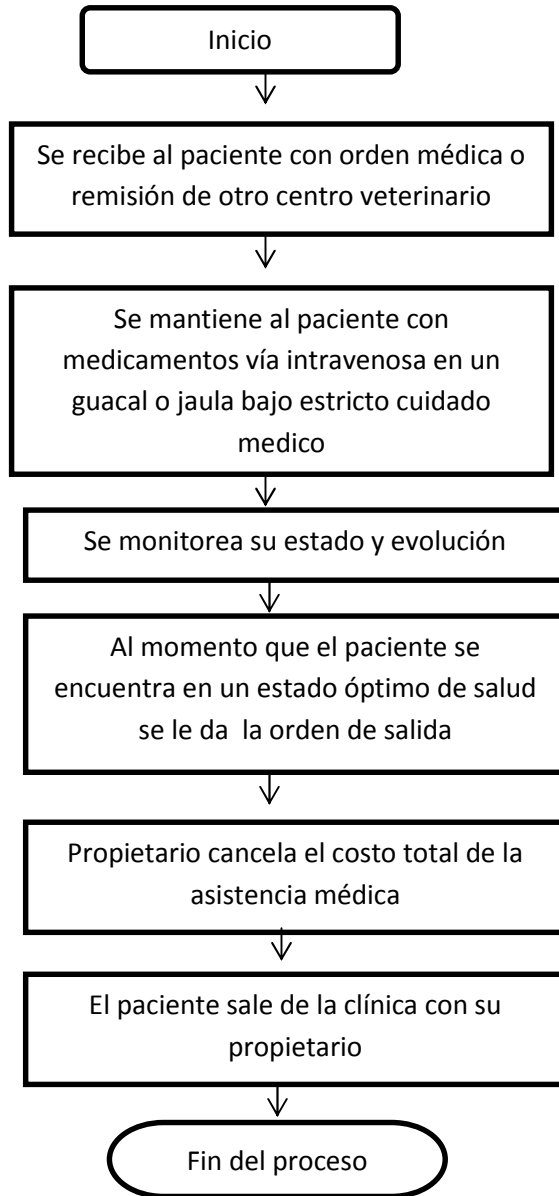 Inicio
Se recibe al paciente con orden médica o
remisión de otro centro veterinario
Se mantiene al paciente con
medicamentos vía intravenosa en un
guacal o jaula bajo estricto cuidado
medico
Se monitorea su estado y evolución
Al momento que el paciente se
encuentra en un estado óptimo de salud
se le da la orden de salida
Propietario cancela el costo total de la
asistencia médica
El paciente sale de la clínica con su
propietario
Fin del proceso